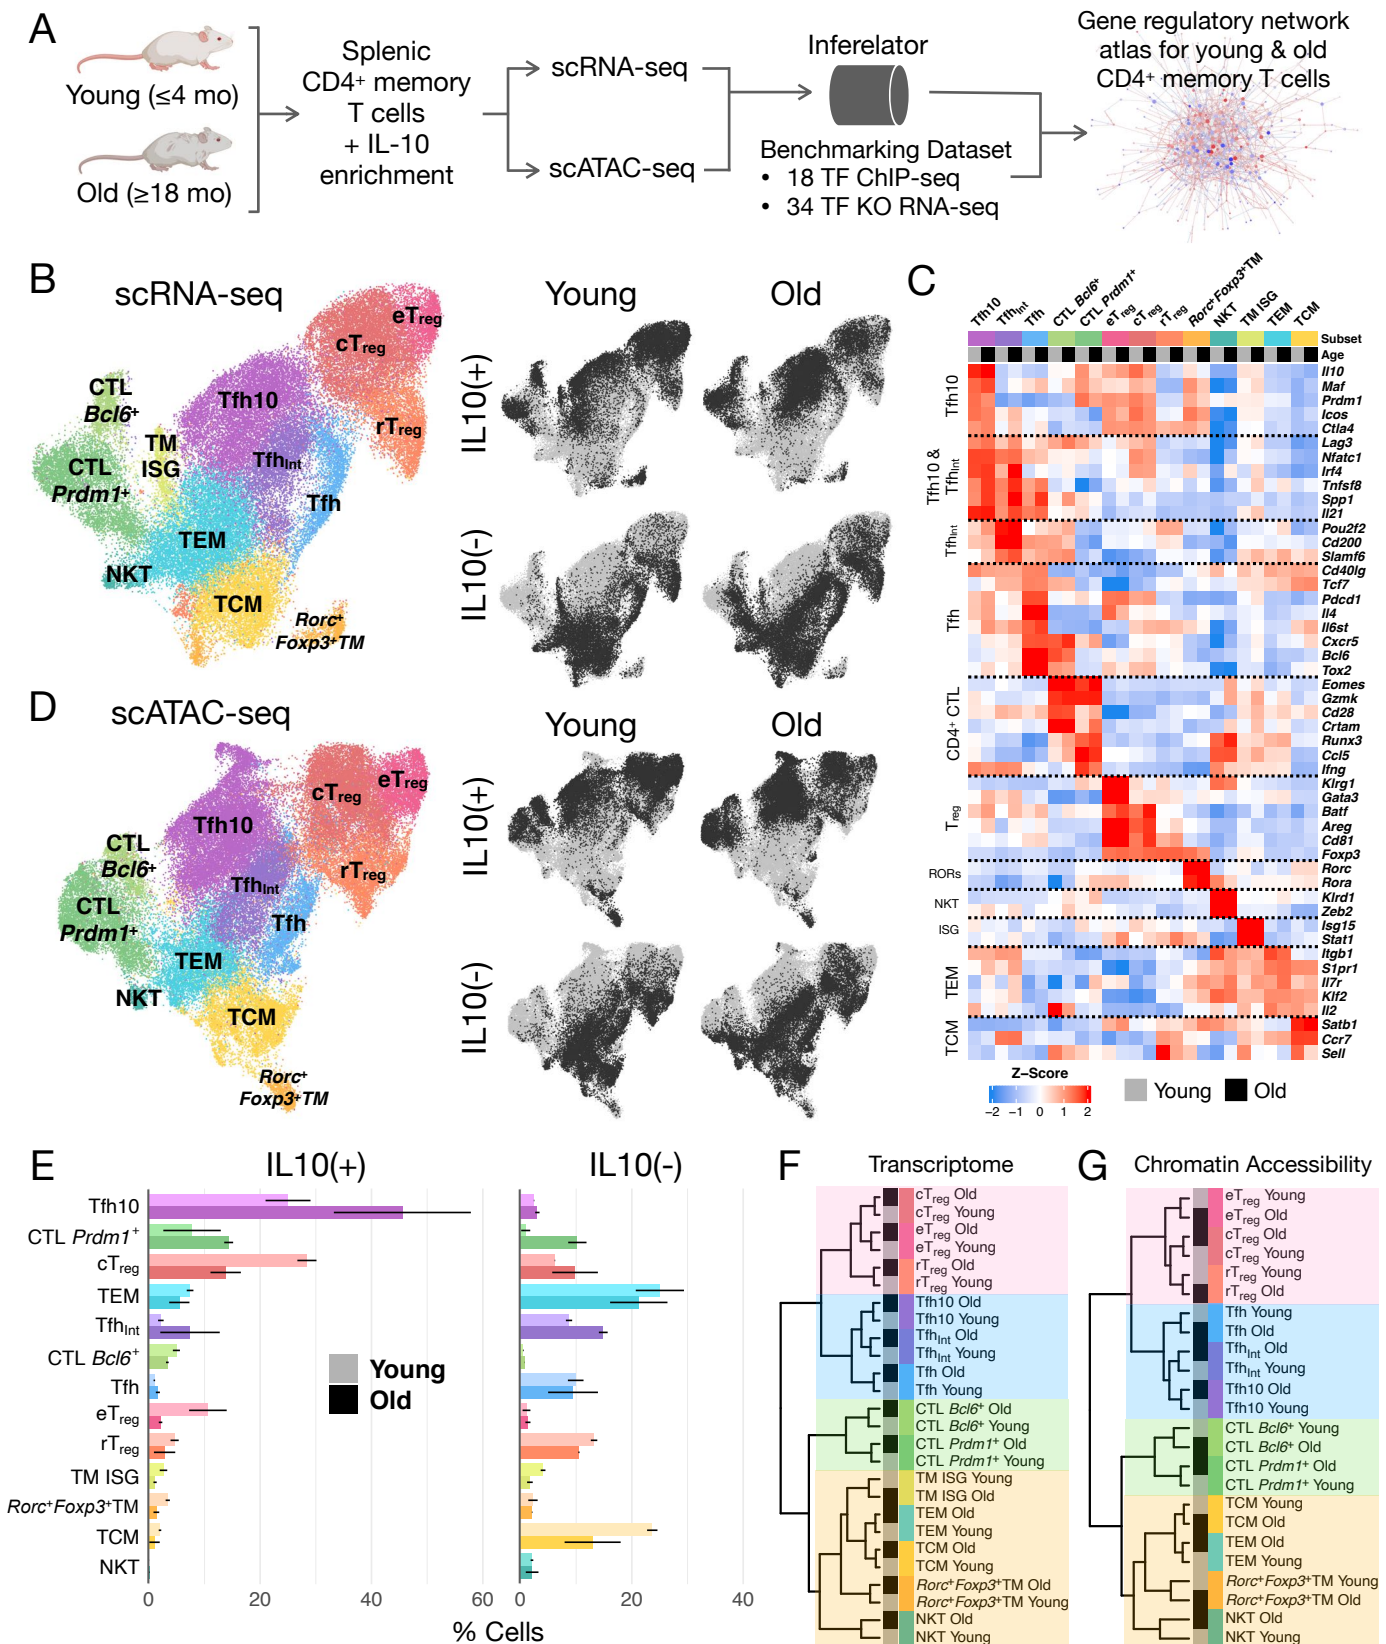 A
Young (≤4 mo)
Old (≥18 mo)
Splenic
CD4+ memory
T cells
+ IL-10
enrichment
scRNA-seq
scATAC-seq
Inferelator
Benchmarking Dataset
• 18 TF ChIP-seq
• 34 TF KO RNA-seq
Gene regulatory network
atlas for young & old
CD4+ memory T cells
B
scRNA-seq
eTreg
cTreg
rTreg
Tfh10
TfhInt
Tfh
CTL
Bcl6+
TM
ISG
CTL
Prdm1+
TEM
NKT
TCM
Rorc+
Foxp3+TM
Young
Old
IL10(+)
IL10(-)
C
Tfh10
TfhInt
Tfh
CTL Bcl6+
CTL Prdm1+
eTreg
cTreg
rTreg
Rorc+Foxp3+TM
NKT
TM ISG
TEM
TCM
Subset
Age
Tfh10
Il10
Maf
Prdm1
Icos
Ctla4
Tfh10 &
TfhInt
Lag3
Nfatc1
Irf4
Tnfsf8
Spp1
Il21
TfhInt
Pou2f2
Cd200
Slamf6
Tfh
Cd40lg
Tcf7
Pdcd1
Il4
Il6st
Cxcr5
Bcl6
Tox2
CD4+ CTL
Eomes
Gzmk
Cd28
Crtam
Runx3
Ccl5
Ifng
Treg
Klrg1
Gata3
Batf
Areg
Cd81
Foxp3
RORs
Rorc
Rora
NKT
Klrd1
Zeb2
ISG
Isg15
Stat1
TEM
Itgb1
S1pr1
Il7r
Klf2
Il2
TCM
Satb1
Ccr7
Sell
Z-Score
-2 -1 0 1 2
Young
Old
D
scATAC-seq
cTreg
eTreg
Tfh10
CTL
Bcl6+
rTreg
TfhInt
CTL
Prdm1+
Tfh
TEM
NKT
TCM
Rorc+
Foxp3+TM
Young
Old
IL10(+)
IL10(-)
E
IL10(+)
IL10(-)
Tfh10
CTL Prdm1+
cTreg
TEM
TfhInt
CTL Bcl6+
Tfh
eTreg
rTreg
TM ISG
Rorc+Foxp3+TM
TCM
NKT
Young
Old
0 20 40 60
0 20 40
% Cells
F
Transcriptome
cTreg Old
cTreg Young
eTreg Old
eTreg Young
rTreg Old
rTreg Young
Tfh10 Old
Tfh10 Young
TfhInt Old
TfhInt Young
Tfh Old
Tfh Young
CTL Bcl6+ Old
CTL Bcl6+ Young
CTL Prdm1+ Old
CTL Prdm1+ Young
TM ISG Young
TM ISG Old
TEM Old
TEM Young
TCM Old
TCM Young
Rorc+Foxp3+TM Old
Rorc+Foxp3+TM Young
NKT Old
NKT Young
G
Chromatin Accessibility
eTreg Young
eTreg Old
cTreg Old
cTreg Young
rTreg Young
rTreg Old
Tfh Young
Tfh Old
TfhInt Old
TfhInt Young
Tfh10 Old
Tfh10 Young
CTL Bcl6+ Young
CTL Bcl6+ Old
CTL Prdm1+ Old
CTL Prdm1+ Young
TCM Young
TCM Old
TEM Old
TEM Young
Rorc+Foxp3+TM Young
Rorc+Foxp3+TM Old
NKT Old
NKT Young